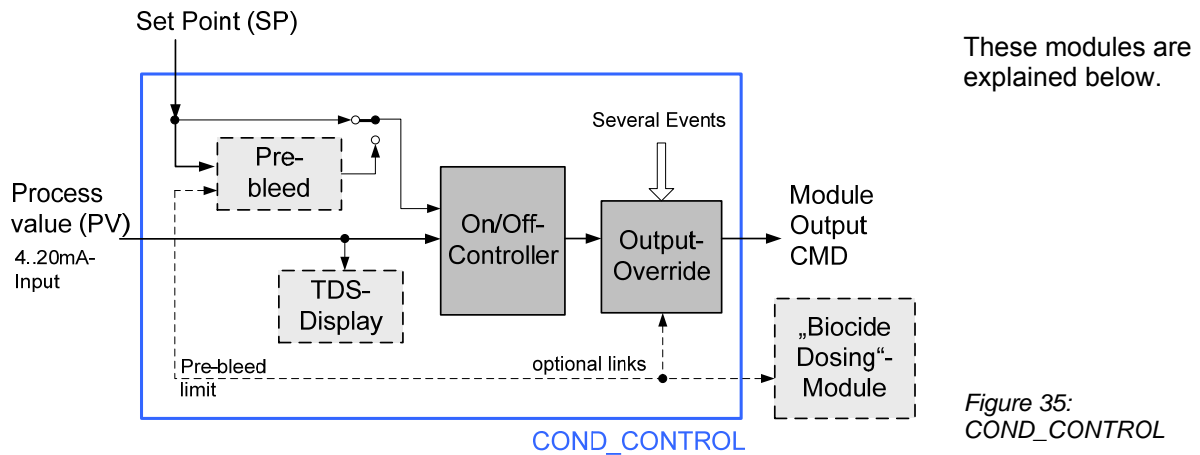 Set Point (SP)
These modules are
explained below.
Several Events
Pre-
bleed
Process
value (PV)
4..20mA-
Input
On/Off-
Controller
Output-
Override
Module
Output
CMD
TDS-
Display
„Biocide
Dosing“-
Module
Pre-bleed
limit
optional links
Figure 35:
COND_CONTROL
COND_CONTROL